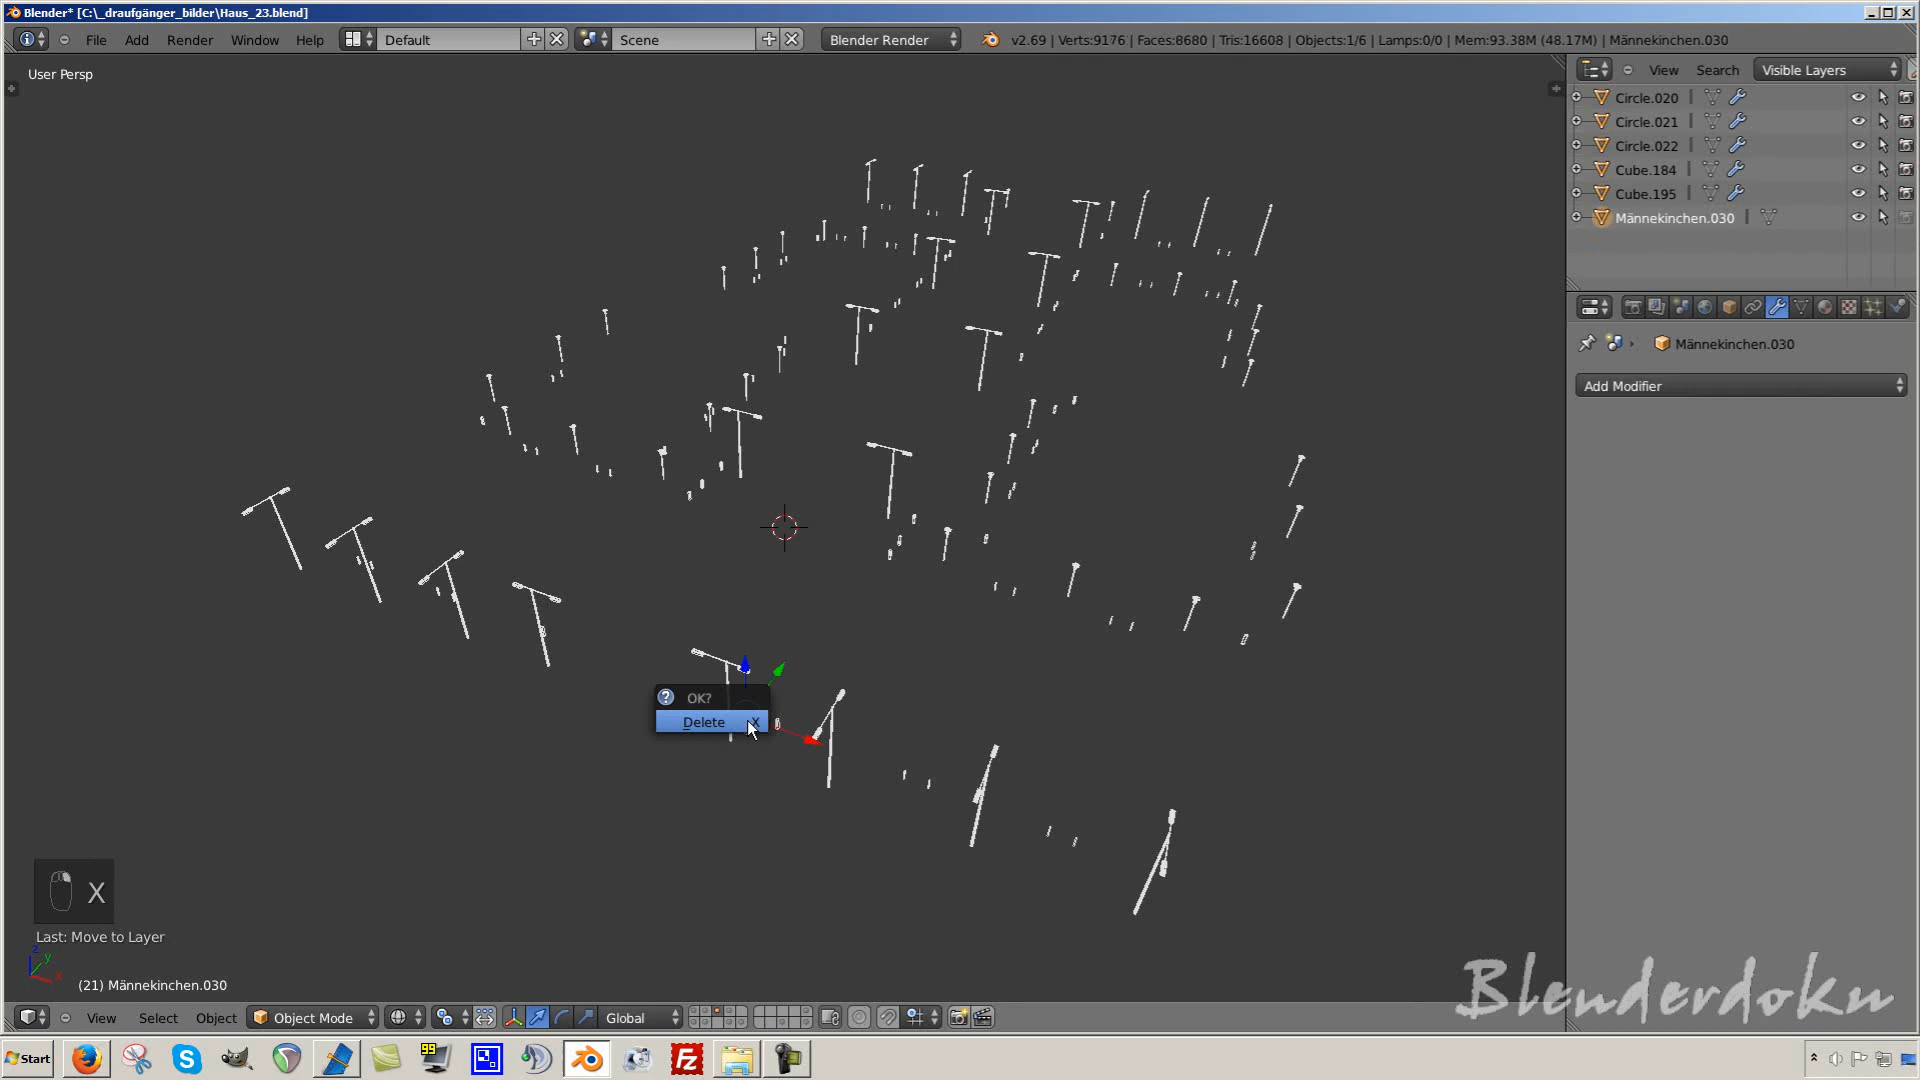 Blender* [C:\_draufgänger_bilder\Haus_23.blend]
File Add Render Window Help Default Scene Blender Render v2.69 | Verts:9176 | Faces:8680 | Tris:16608 | Objects:1/6 | Lamps:0/0 | Mem:93.38M (48.17M) | Männekinchen.030
User Persp
View Search Visible Layers
Circle.020
Circle.021
Circle.022
Cube.184
Cube.195
Männekinchen.030
Männekinchen.030
Add Modifier
OK?
Delete X
X
Last: Move to Layer
z
y
x
(21) Männekinchen.030
Blenderdoku
View Select Object Object Mode Global
Start
99